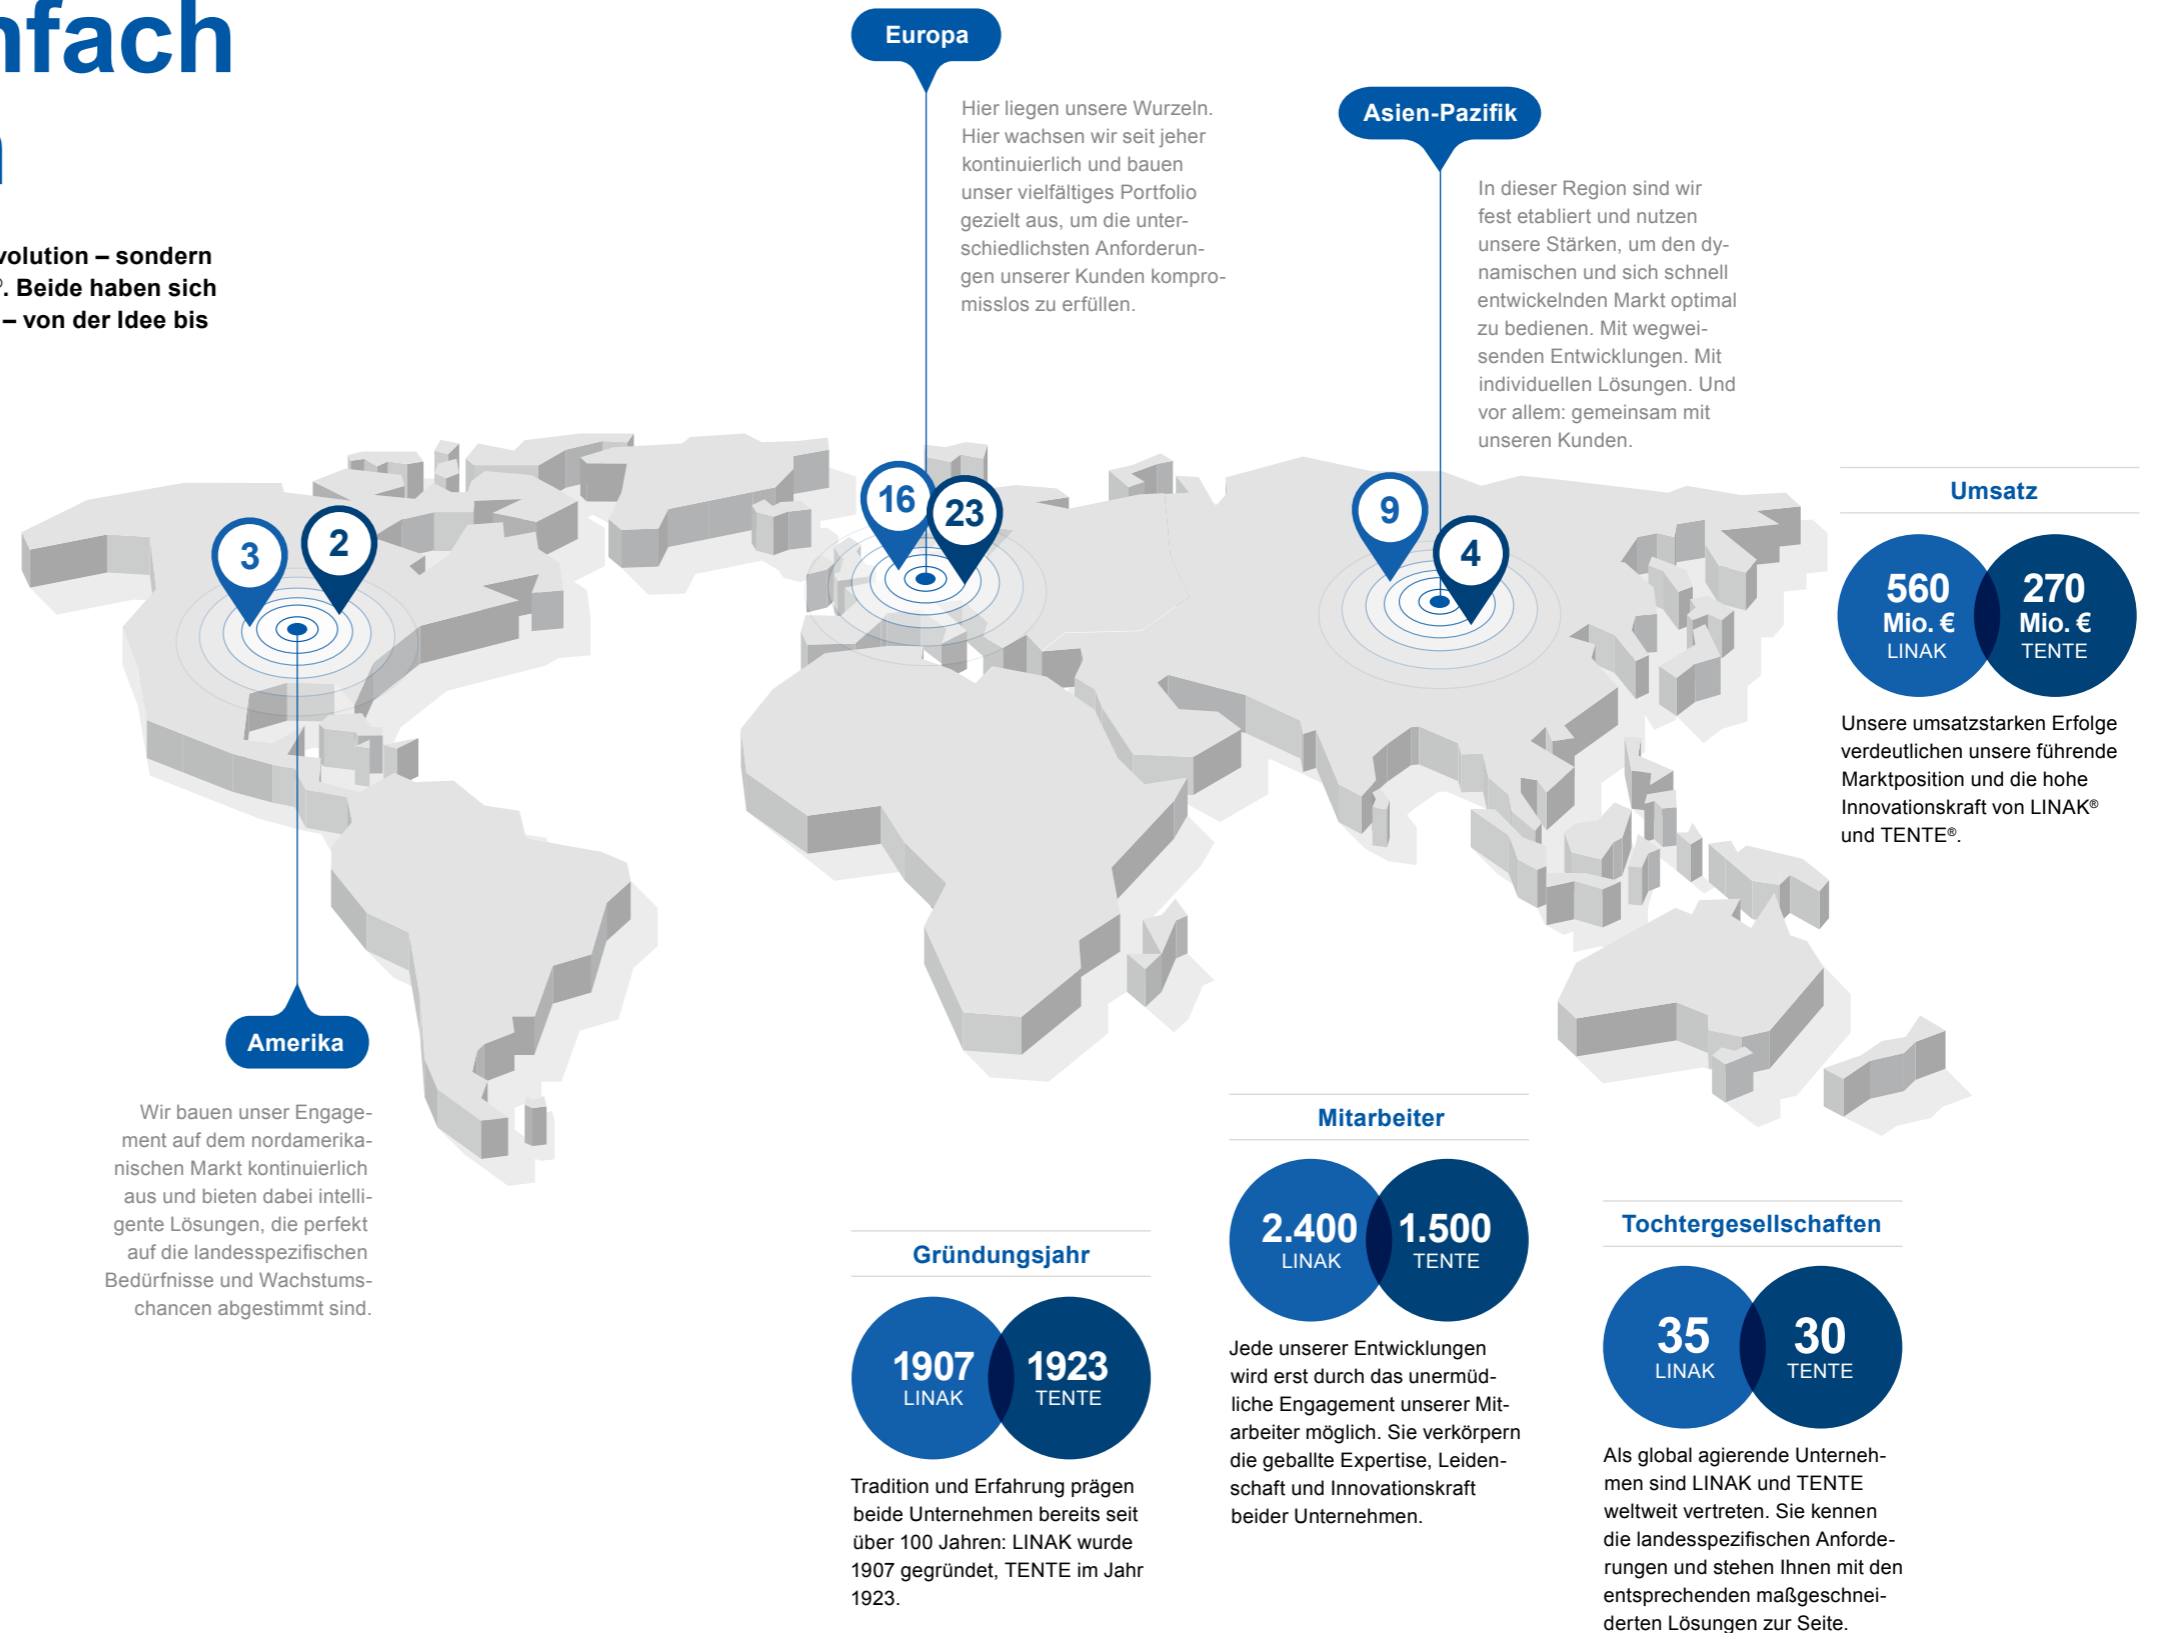 nfach
n
volution – sondern
®. Beide haben sich
– von der Idee bis
Europa
Hier liegen unsere Wurzeln.
Hier wachsen wir seit jeher
kontinuierlich und bauen
unser vielfältiges Portfolio
gezielt aus, um die unter-
schiedlichsten Anforderun-
gen unserer Kunden kompro-
misslos zu erfüllen.
Asien-Pazifik
In dieser Region sind wir
fest etabliert und nutzen
unsere Stärken, um den dy-
namischen und sich schnell
entwickelnden Markt optimal
zu bedienen. Mit wegwei-
senden Entwicklungen. Mit
individuellen Lösungen. Und
vor allem: gemeinsam mit
unseren Kunden.
3
2
16
23
9
4
Umsatz
560 270
Mio. € Mio. €
LINAK TENTE
Unsere umsatzstarken Erfolge
verdeutlichen unsere führende
Marktposition und die hohe
Innovationskraft von LINAK®
und TENTE®.
Amerika
Wir bauen unser Engage-
ment auf dem nordamerika-
nischen Markt kontinuierlich
aus und bieten dabei intelli-
gente Lösungen, die perfekt
auf die landesspezifischen
Bedürfnisse und Wachstums-
chancen abgestimmt sind.
Gründungsjahr
1907 1923
LINAK TENTE
Tradition und Erfahrung prägen
beide Unternehmen bereits seit
über 100 Jahren: LINAK wurde
1907 gegründet, TENTE im Jahr
1923.
Mitarbeiter
2.400 1.500
LINAK TENTE
Jede unserer Entwicklungen
wird erst durch das unermüd-
liche Engagement unserer Mit-
arbeiter möglich. Sie verkörpern
die geballte Expertise, Leiden-
schaft und Innovationskraft
beider Unternehmen.
Tochtergesellschaften
35 30
LINAK TENTE
Als global agierende Unterneh-
men sind LINAK und TENTE
weltweit vertreten. Sie kennen
die landesspezifischen Anforde-
rungen und stehen Ihnen mit den
entsprechenden maßgeschnei-
derten Lösungen zur Seite.